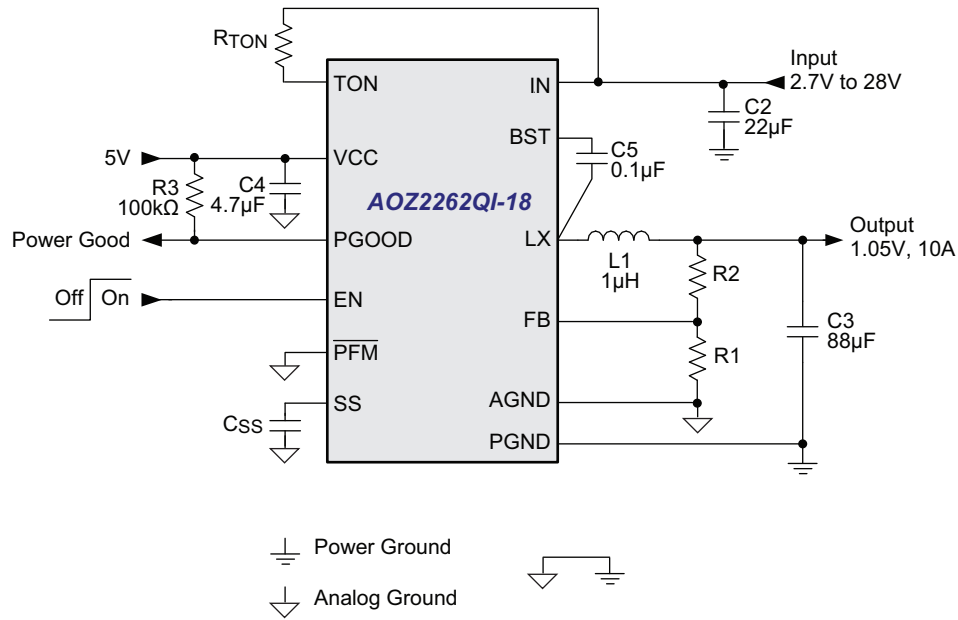 RTON
TON
IN
Input
2.7V to 28V
C2
22µF
BST
C5
0.1µF
5V
VCC
R3
100kΩ
C4
4.7µF
AOZ2262QI-18
Power Good
PGOOD
LX
L1
1µH
Output
1.05V, 10A
R2
Off
On
EN
FB
C3
88µF
R1
PFM
SS
CSS
AGND
PGND
Power Ground
Analog Ground